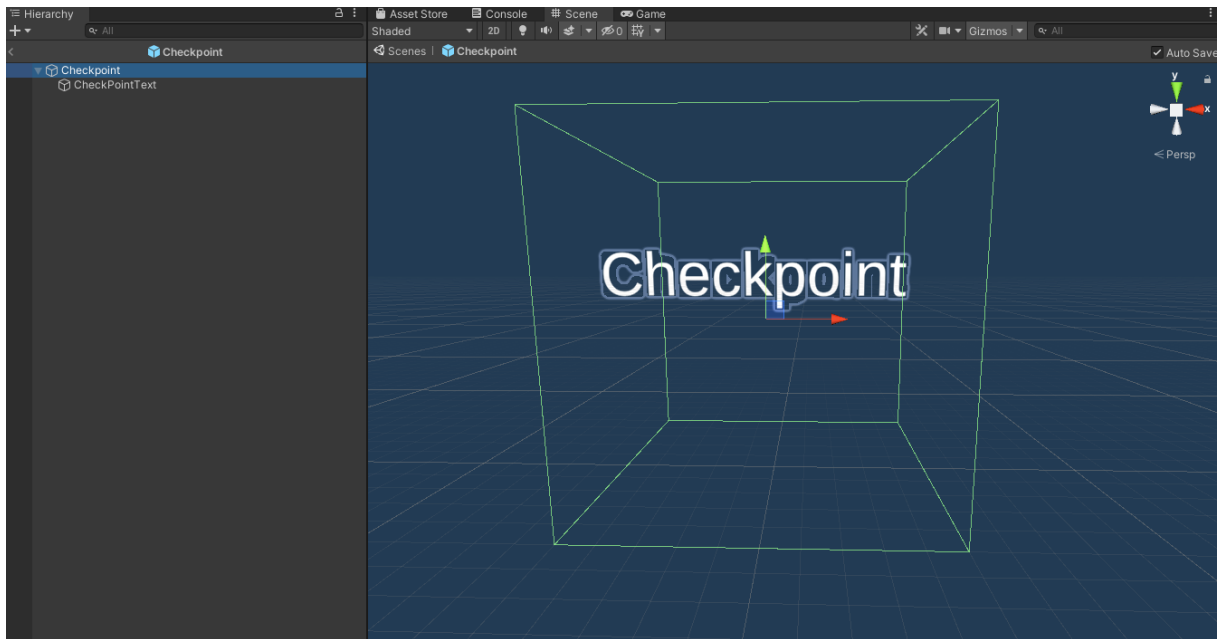 Hierarchy
All
Checkpoint
Checkpoint
CheckPointText
Asset Store Console Scene Game
Shaded 2D 0 Gizmos All
Scenes | Checkpoint Auto Save
y
x
Persp
Checkpoint